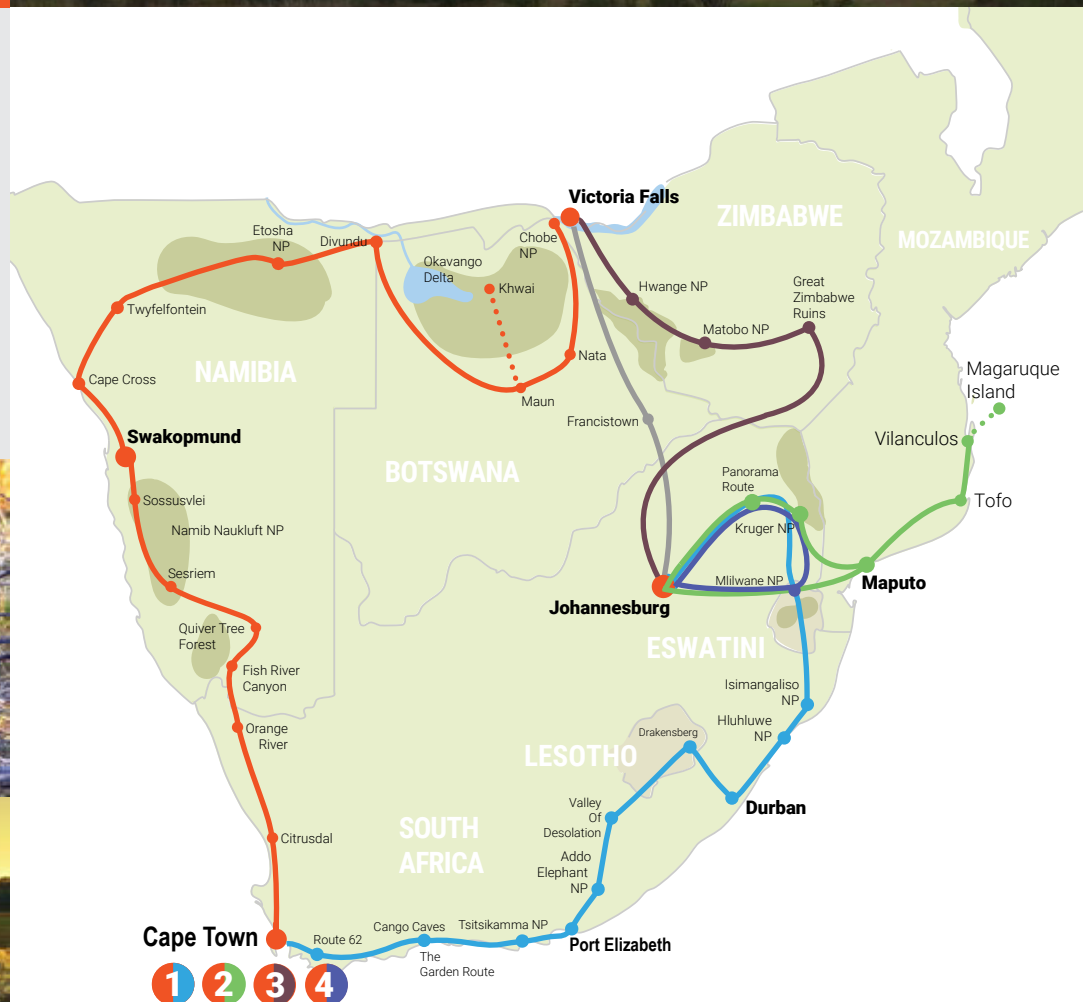 Victoria Falls
ZIMBABWE
MOZAMBIQUE
Etosha
NP
Divundu
Chobe
NP
Okavango
Delta
Khwai
Hwange NP
Great
Zimbabwe
Ruins
Twyfelfontein
Matobo NP
Nata
NAMIBIA
Cape Cross
Maun
Magaruque
Island
Francistown
Swakopmund
Vilanculos
BOTSWANA
Panorama
Route
Sossusvlei
Tofo
Namib Naukluft NP
Kruger NP
Sesriem
Mlilwane NP
Maputo
Johannesburg
Quiver Tree
Forest
ESWATINI
Fish River
Canyon
Isimangaliso
NP
Orange
River
Hluhluwe
NP
Drakensberg
LESOTHO
Durban
Valley
Of
Desolation
SOUTH
AFRICA
Citrusdal
Addo
Elephant
NP
Cape Town
Route 62
Cango Caves
Tsitsikamma NP
Port Elizabeth
The
Garden Route
1 2 3 4